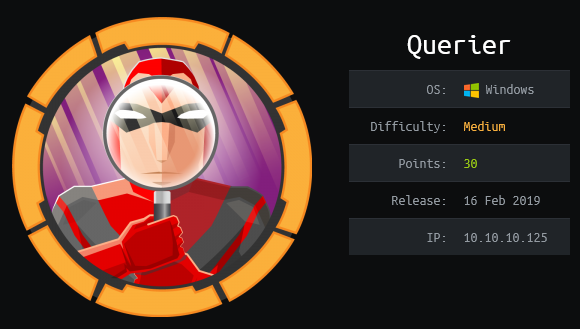 Querier
OS: Windows
Difficulty: Medium
Points: 30
Release: 16 Feb 2019
IP: 10.10.10.125